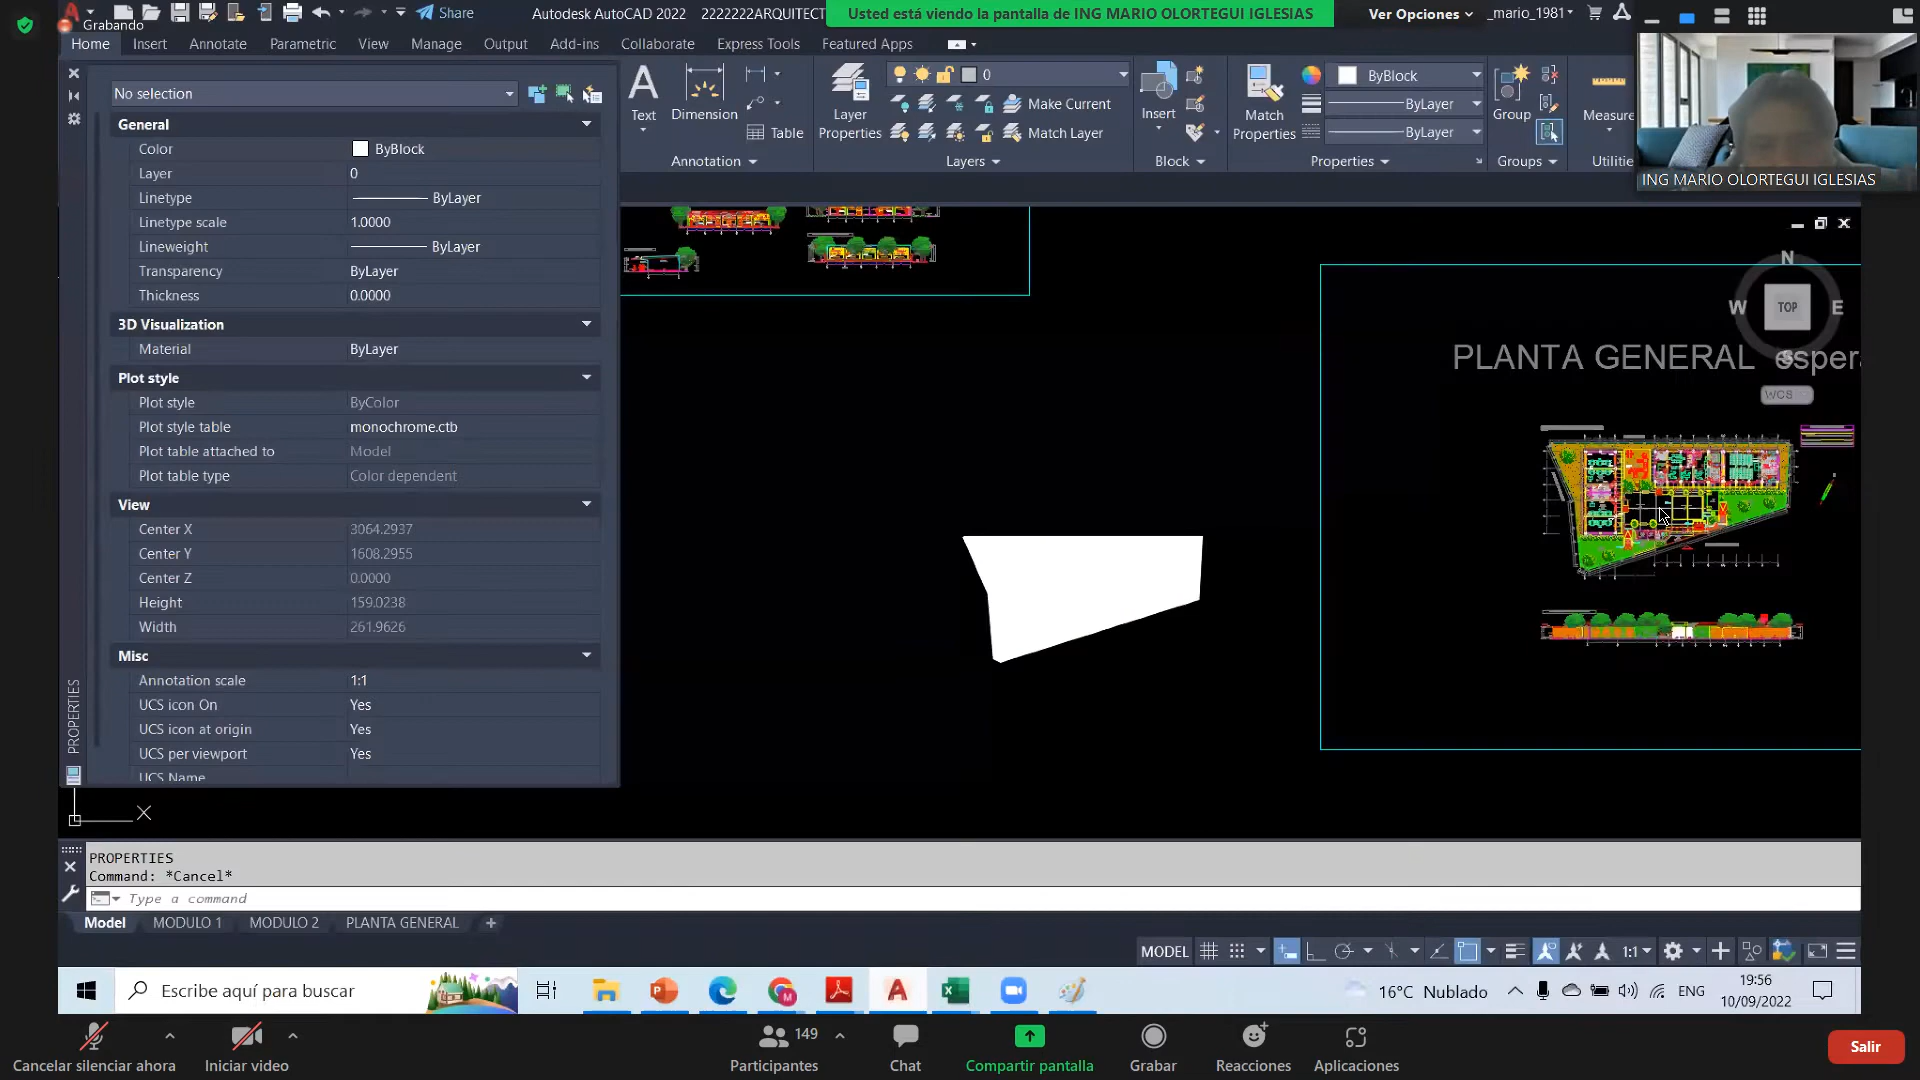 Grabando
Share
Autodesk AutoCAD 2022
2222222ARQUITECT
Usted está viendo la pantalla de ING MARIO OLORTEGUI IGLESIAS
Ver Opciones
_mario_1981
Home
Insert
Annotate
Parametric
View
Manage
Output
Add-ins
Collaborate
Express Tools
Featured Apps
No selection
Text
Dimension
Table
Annotation
Layer
Properties
0
Make Current
Match Layer
Layers
Insert
Block
Match
Properties
ByBlock
ByLayer
ByLayer
Properties
Group
Groups
Measure
Utilitie
ING MARIO OLORTEGUI IGLESIAS
General
Color ByBlock
Layer 0
Linetype ByLayer
Linetype scale 1.0000
Lineweight ByLayer
Transparency ByLayer
Thickness 0.0000
3D Visualization
Material ByLayer
Plot style
Plot style ByColor
Plot style table monochrome.ctb
Plot table attached to Model
Plot table type Color dependent
View
Center X 3064.2937
Center Y 1608.2955
Center Z 0.0000
Height 159.0238
Width 261.9626
Misc
Annotation scale 1:1
UCS icon On Yes
UCS icon at origin Yes
UCS per viewport Yes
UCS Name
PROPERTIES
N
W TOP E
S
WCS
PLANTA GENERAL espera
X
PROPERTIES
Command: *Cancel*
Type a command
Model
MODULO 1
MODULO 2
PLANTA GENERAL
+
MODEL
1:1
Escribe aquí para buscar
16°C Nublado
ENG
19:56
10/09/2022
Cancelar silenciar ahora
Iniciar video
149
Participantes
Chat
Compartir pantalla
Grabar
Reacciones
Aplicaciones
Salir